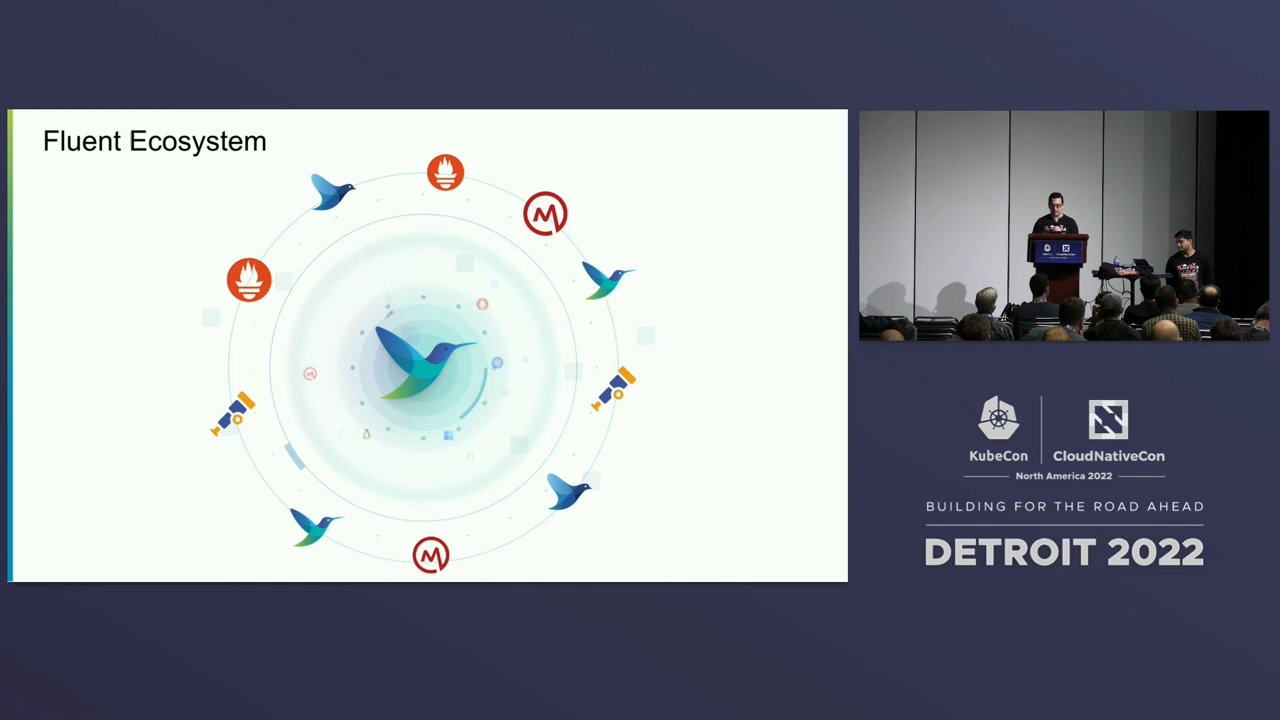 Fluent Ecosystem
KubeCon
CloudNativeCon
North America 2022
BUILDING FOR THE ROAD AHEAD
DETROIT 2022